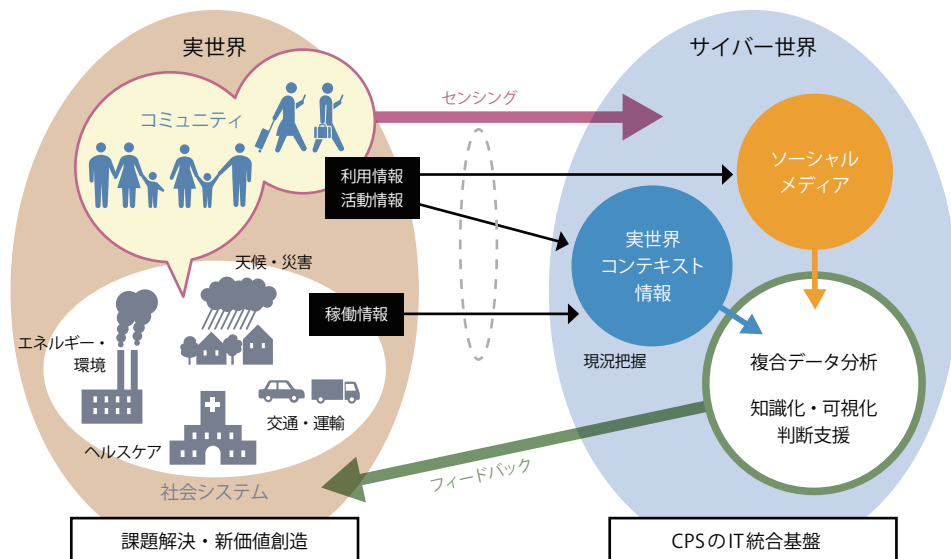 実世界
サイバー世界
コミュニティ
センシング
利用情報
活動情報
ソーシャル
メディア
実世界
コンテキスト
情報
天候・災害
稼働情報
エネルギー・
環境
現況把握
複合データ分析
知識化・可視化
判断支援
交通・運輸
ヘルスケア
フィードバック
社会システム
課題解決・新価値創造
CPSのIT統合基盤